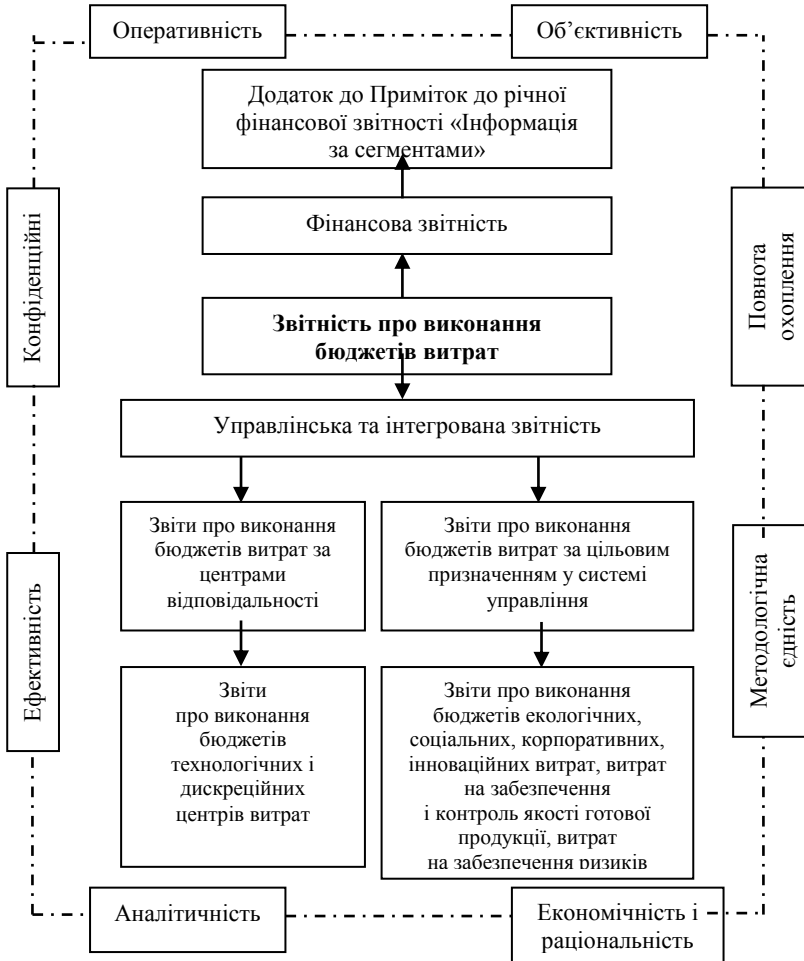 Оперативність
Об’єктивність
Додаток до Приміток до річної
фінансової звітності «Інформація
за сегментами»
Фінансова звітність
Конфіденційні
Повнота
охоплення
Звітність про виконання
бюджетів витрат
Управлінська та інтегрована звітність
Звіти про виконання
бюджетів витрат за
центрами
відповідальності
Звіти про виконання
бюджетів витрат за цільовим
призначенням у системі
управління
Ефективність
Методологічна
єдність
Звіти
про виконання
бюджетів
технологічних і
дискреційних
центрів витрат
Звіти про виконання
бюджетів екологічних,
соціальних, корпоративних,
інноваційних витрат, витрат
на забезпечення
і контроль якості готової
продукції, витрат
на забезпечення ризиків
Аналітичність
Економічність і
раціональність